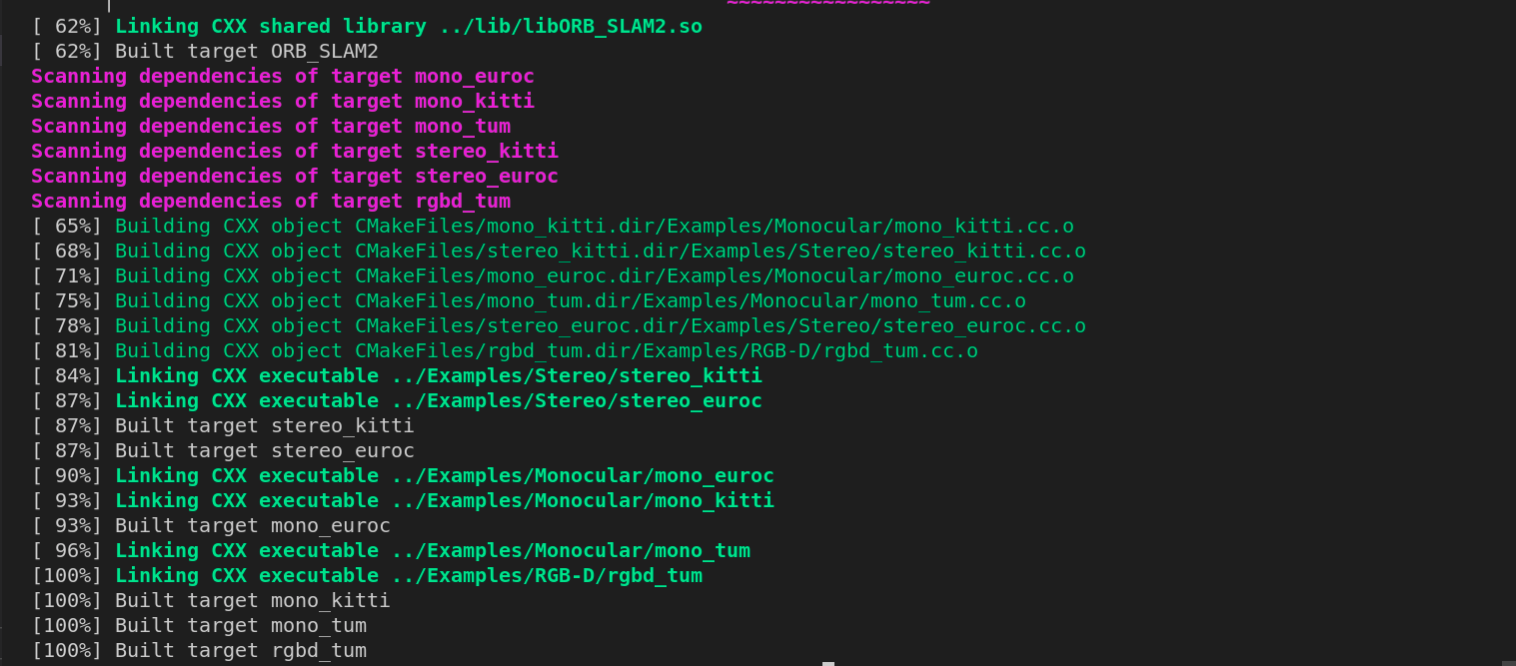 [ 62%] Linking CXX shared library ../lib/libORB_SLAM2.so
[ 62%] Built target ORB_SLAM2
Scanning dependencies of target mono_euroc
Scanning dependencies of target mono_kitti
Scanning dependencies of target mono_tum
Scanning dependencies of target stereo_kitti
Scanning dependencies of target stereo_euroc
Scanning dependencies of target rgbd_tum
[ 65%] Building CXX object CMakeFiles/mono_kitti.dir/Examples/Monocular/mono_kitti.cc.o
[ 68%] Building CXX object CMakeFiles/stereo_kitti.dir/Examples/Stereo/stereo_kitti.cc.o
[ 71%] Building CXX object CMakeFiles/mono_euroc.dir/Examples/Monocular/mono_euroc.cc.o
[ 75%] Building CXX object CMakeFiles/mono_tum.dir/Examples/Monocular/mono_tum.cc.o
[ 78%] Building CXX object CMakeFiles/stereo_euroc.dir/Examples/Stereo/stereo_euroc.cc.o
[ 81%] Building CXX object CMakeFiles/rgbd_tum.dir/Examples/RGB-D/rgbd_tum.cc.o
[ 84%] Linking CXX executable ../Examples/Stereo/stereo_kitti
[ 87%] Linking CXX executable ../Examples/Stereo/stereo_euroc
[ 87%] Built target stereo_kitti
[ 87%] Built target stereo_euroc
[ 90%] Linking CXX executable ../Examples/Monocular/mono_euroc
[ 93%] Linking CXX executable ../Examples/Monocular/mono_kitti
[ 93%] Built target mono_euroc
[ 96%] Linking CXX executable ../Examples/Monocular/mono_tum
[100%] Linking CXX executable ../Examples/RGB-D/rgbd_tum
[100%] Built target mono_kitti
[100%] Built target mono_tum
[100%] Built target rgbd_tum